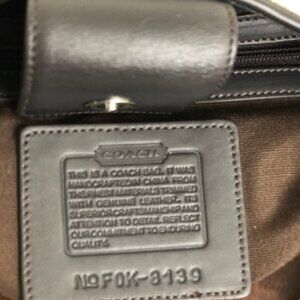 COACH
THIS IS A COACH BAG. IT WAS
HANDCRAFTED IN CHINA FROM
THE FINEST MATERIALS TRIMMED
WITH GENUINE LEATHER. ITS
SUPERIOR CRAFTSMANSHIP AND
ATTENTION TO DETAIL REFLECT
OUR COMMITMENT TO ENDURING
QUALITY.
No F0K-8139